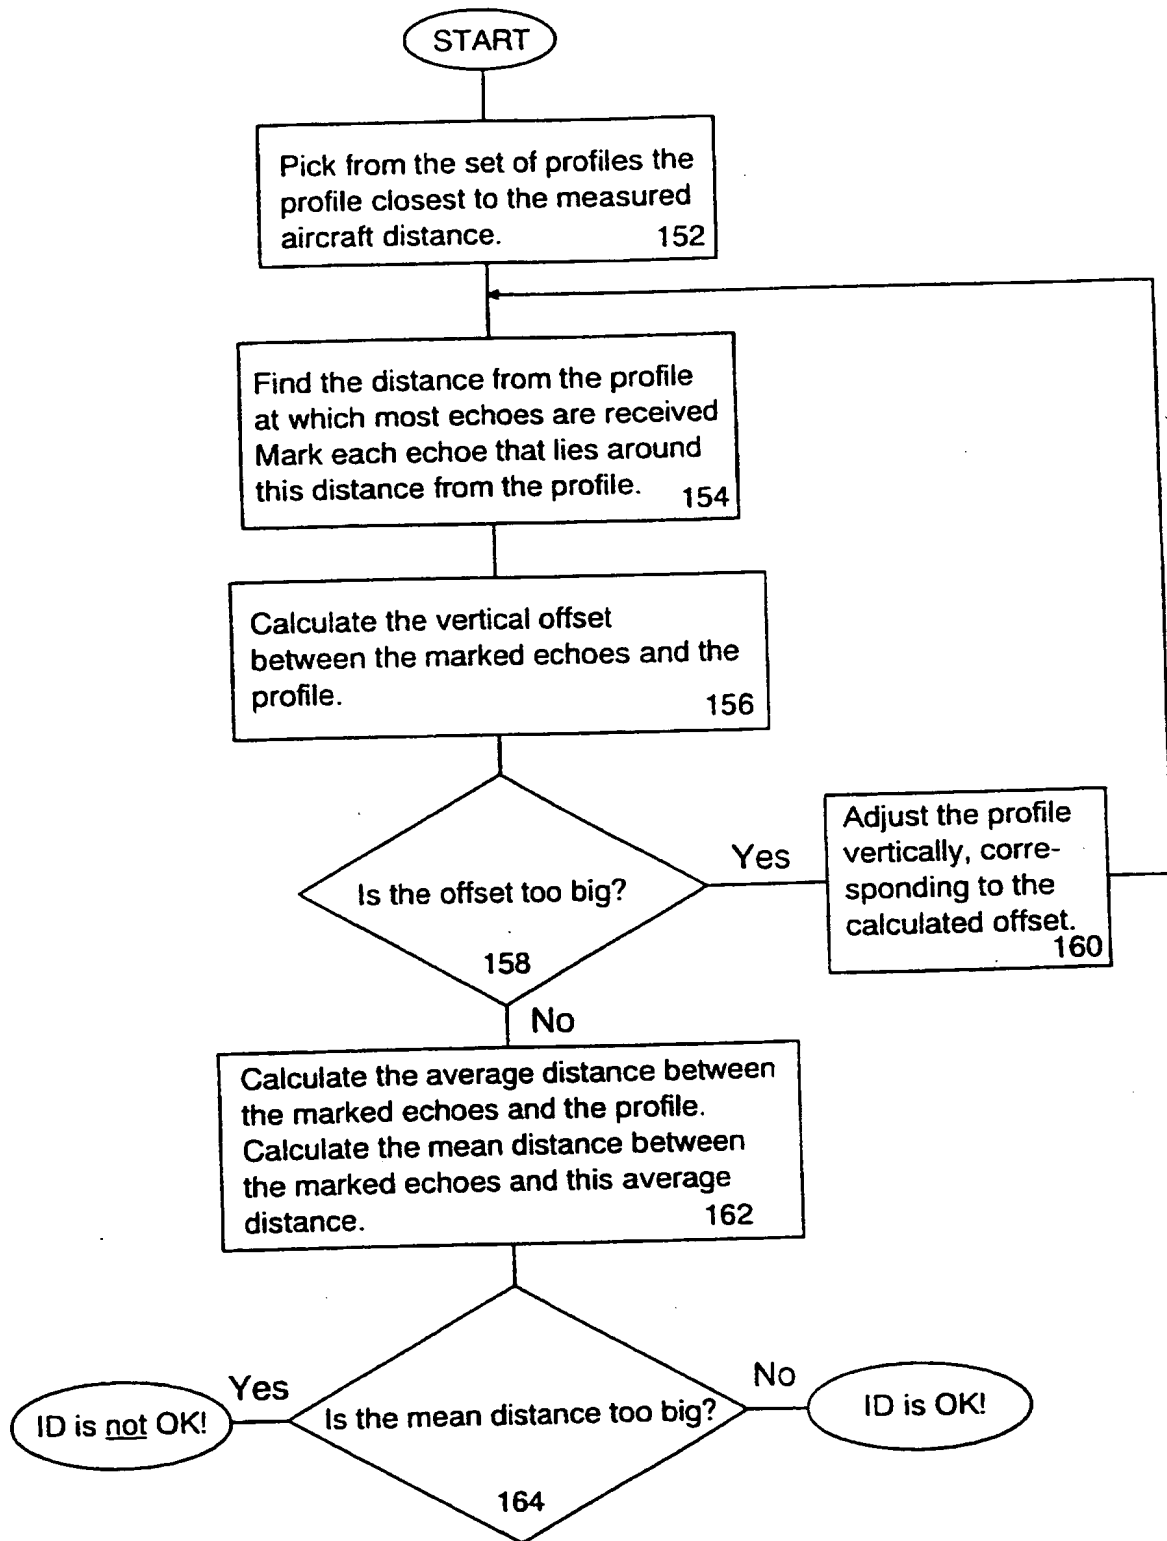 START
Pick from the set of profiles the
profile closest to the measured
aircraft distance.
152
Find the distance from the profile
at which most echoes are received
Mark each echoe that lies around
this distance from the profile.
154
Calculate the vertical offset
between the marked echoes and the
profile.
156
Is the offset too big?
158
Yes
Adjust the profile
vertically, corre-
sponding to the
calculated offset.
160
No
Calculate the average distance between
the marked echoes and the profile.
Calculate the mean distance between
the marked echoes and this average
distance.
162
Is the mean distance too big?
164
Yes
ID is not OK!
No
ID is OK!